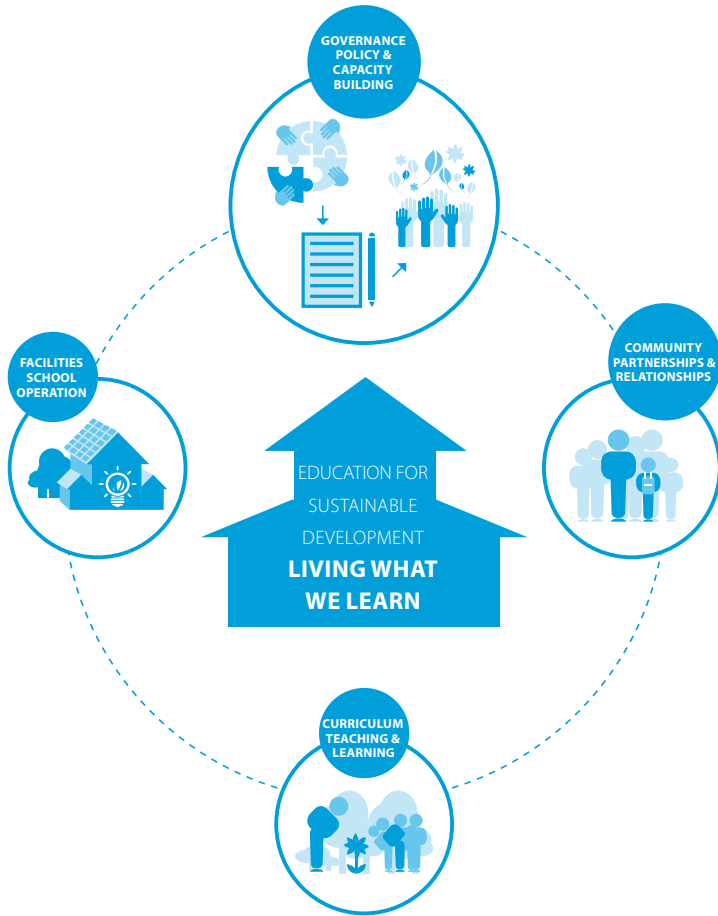 GOVERNANCE
POLICY &
CAPACITY
BUILDING
FACILITIES
SCHOOL
OPERATION
COMMUNITY
PARTNERSHIPS &
RELATIONSHIPS
EDUCATION FOR
SUSTAINABLE
DEVELOPMENT
LIVING WHAT
WE LEARN
CURRICULUM
TEACHING &
LEARNING